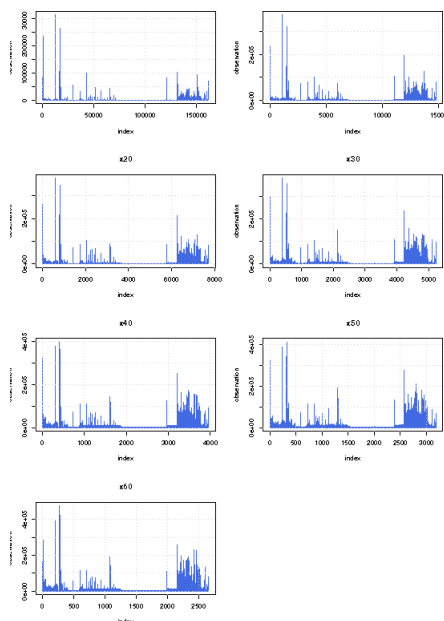 0 100000 200000 300000
0 50000 100000 150000
index
observation
0e+00 2e+05
0 5000 10000 1500
index
x20
0e+00 2e+05
0 2000 4000 6000 8000
index
x30
observation
0e+00 2e+05
0 1000 2000 3000 4000 5000
index
x40
0e+00 2e+05 4e+05
0 1000 2000 3000 4000
index
x50
observation
0e+00 2e+05 4e+05
0 500 1000 1500 2000 2500 3000
index
x60
0e+00 2e+05 4e+05
0 500 1000 1500 2000 2500